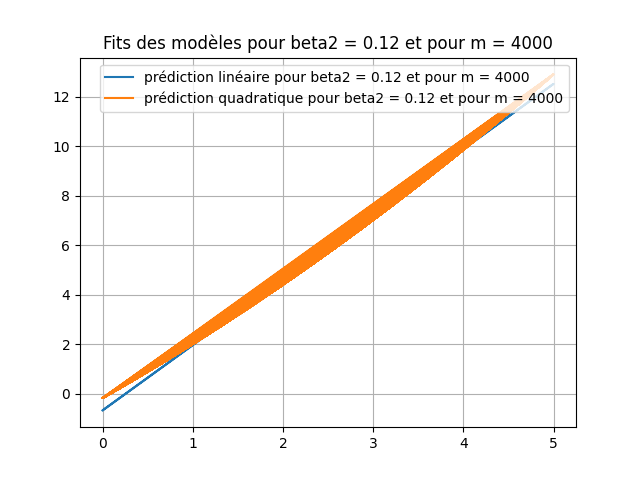 Fits des modèles pour beta2 = 0.12 et pour m = 4000
prédiction linéaire pour beta2 = 0.12 et pour m = 4000
prédiction quadratique pour beta2 = 0.12 et pour m = 4000
12
10
8
6
4
2
0
0 1 2 3 4 5